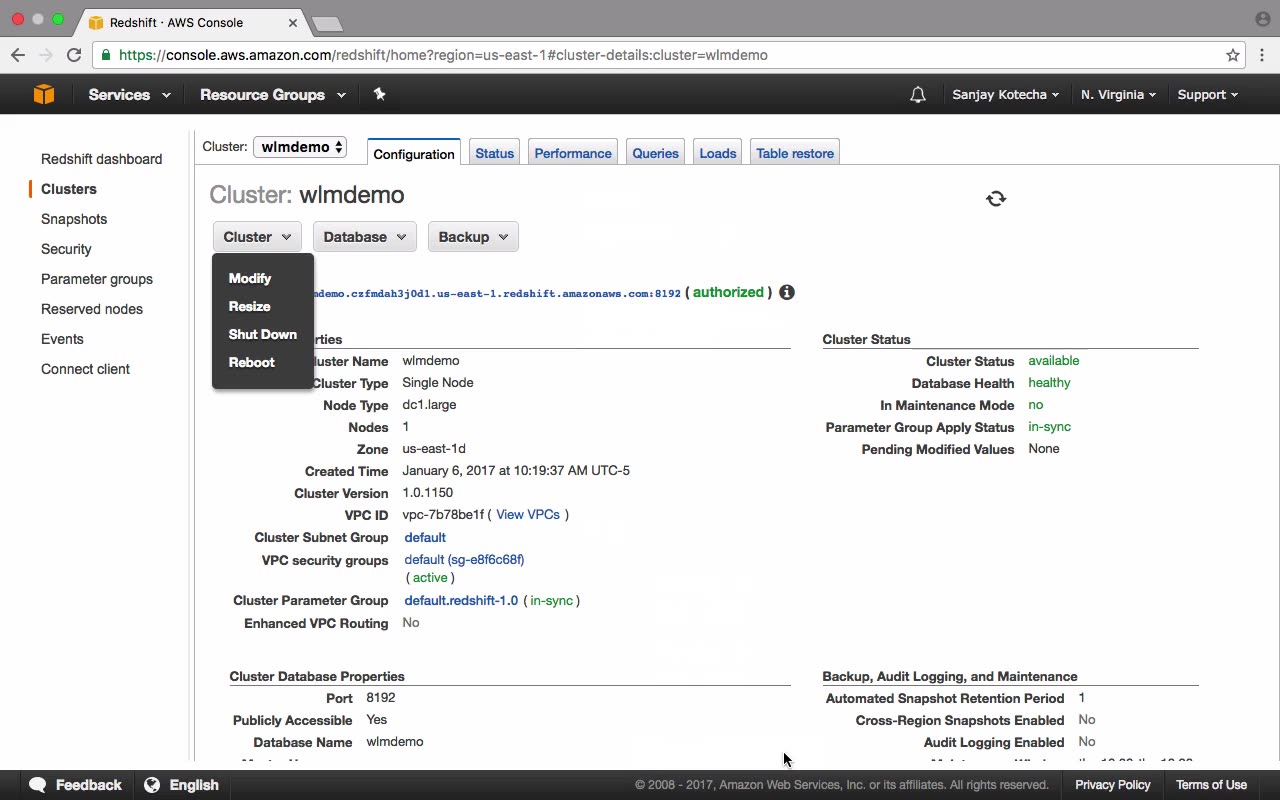 Redshift · AWS Console
https://console.aws.amazon.com/redshift/home?region=us-east-1#cluster-details:cluster=wlmdemo
Services Resource Groups Sanjay Kotecha N. Virginia Support
Redshift dashboard
Clusters
Snapshots
Security
Parameter groups
Reserved nodes
Events
Connect client
Cluster: wlmdemo Configuration Status Performance Queries Loads Table restore
Cluster: wlmdemo
Cluster Database Backup
Modify
Resize
Shut Down
Reboot
demo.czfmdah3j0d1.us-east-1.redshift.amazonaws.com:8192 ( authorized )
rties
luster Name wlmdemo
Cluster Type Single Node
Node Type dc1.large
Nodes 1
Zone us-east-1d
Created Time January 6, 2017 at 10:19:37 AM UTC-5
Cluster Version 1.0.1150
VPC ID vpc-7b78be1f ( View VPCs )
Cluster Subnet Group default
VPC security groups default (sg-e8f6c68f)
( active )
Cluster Parameter Group default.redshift-1.0 ( in-sync )
Enhanced VPC Routing No
Cluster Status
Cluster Status available
Database Health healthy
In Maintenance Mode no
Parameter Group Apply Status in-sync
Pending Modified Values None
Cluster Database Properties
Port 8192
Publicly Accessible Yes
Database Name wlmdemo
Backup, Audit Logging, and Maintenance
Automated Snapshot Retention Period 1
Cross-Region Snapshots Enabled No
Audit Logging Enabled No
Feedback English © 2008 - 2017, Amazon Web Services, Inc. or its affiliates. All rights reserved. Privacy Policy Terms of Use